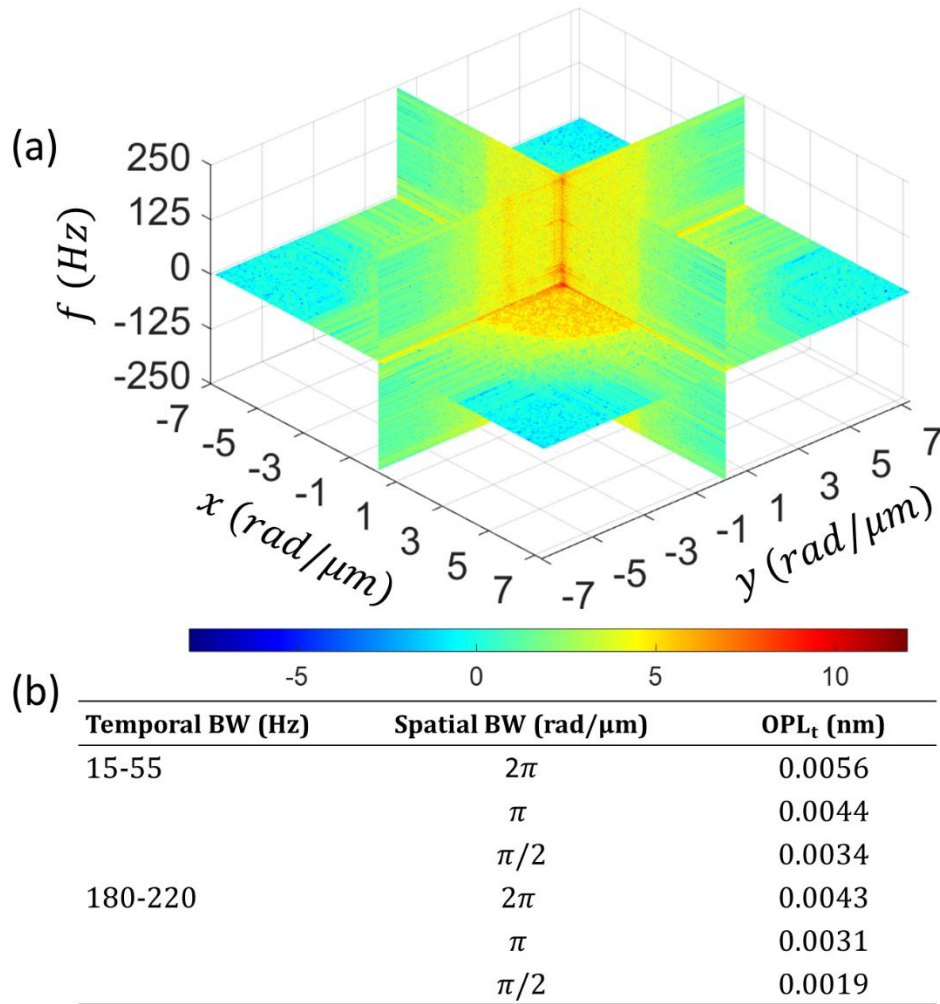 (a)
250
125
0
-125
-250
f (Hz)
-7 -5 -3 -1 1 3 5 7
x (rad/μm)
-7 -5 -3 -1 1 3 5 7
y (rad/μm)
-5 0 5 10
(b)
Temporal BW (Hz) Spatial BW (rad/μm) OPLt (nm)
15-55 2π 0.0056
π 0.0044
π/2 0.0034
180-220 2π 0.0043
π 0.0031
π/2 0.0019